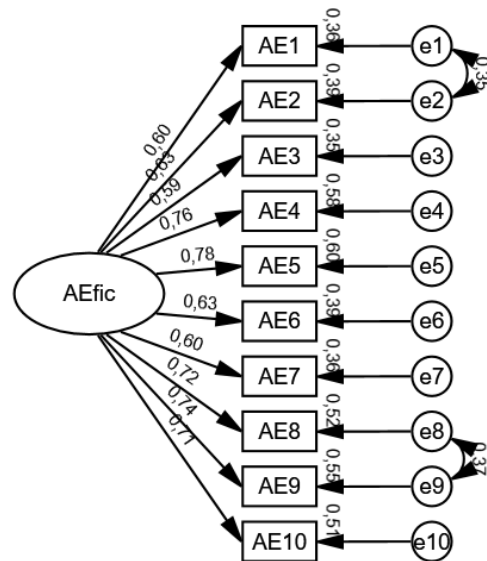 0,36
AE1
e1
0,35
0,60
0,39
AE2
e2
0,63
0,35
AE3
e3
0,59
0,58
AE4
e4
0,76
0,60
AE5
e5
0,78
AEfic
0,39
AE6
e6
0,63
0,36
AE7
e7
0,60
0,52
AE8
e8
0,72
0,37
0,55
AE9
e9
0,74
0,51
AE10
e10
0,71